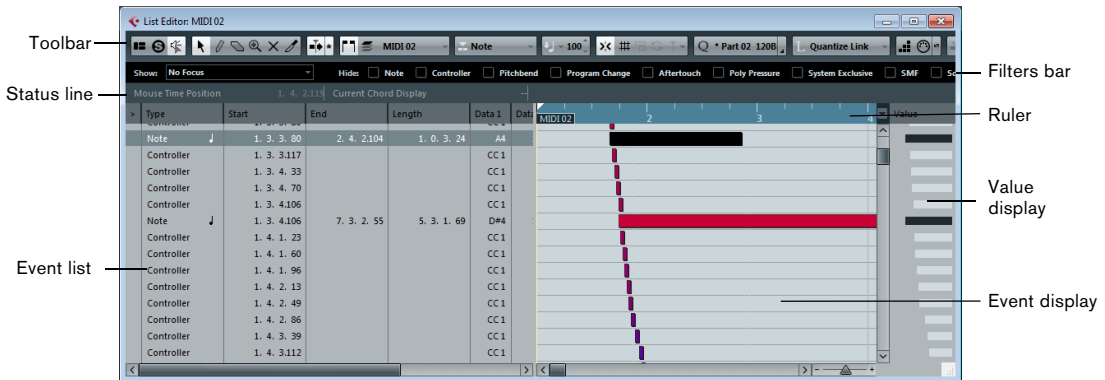 List Editor: MIDI 02
Toolbar
MIDI 02
Note
100
Q * Part 02 120B
L Quantize Link
Show: No Focus
Hide: Note Controller Pitchbend Program Change Aftertouch Poly Pressure System Exclusive SMF Sc
Filters bar
Status line
Mouse Time Position 1. 4. 2.119 Current Chord Display --
> Type Start End Length Data 1 Data
MIDI 02 2 3 4
Value
Ruler
Note 1. 3. 3. 80 2. 4. 2.104 1. 0. 3. 24 A4
Controller 1. 3. 3.117 CC 1
Controller 1. 3. 4. 33 CC 1
Controller 1. 3. 4. 70 CC 1
Controller 1. 3. 4.106 CC 1
Note 1. 3. 4.106 7. 3. 2. 55 5. 3. 1. 69 D#4
Controller 1. 4. 1. 23 CC 1
Controller 1. 4. 1. 60 CC 1
Controller 1. 4. 1. 96 CC 1
Controller 1. 4. 2. 13 CC 1
Controller 1. 4. 2. 49 CC 1
Controller 1. 4. 2. 86 CC 1
Controller 1. 4. 3. 39 CC 1
Controller 1. 4. 3.112 CC 1
Value
display
Event list
Event display